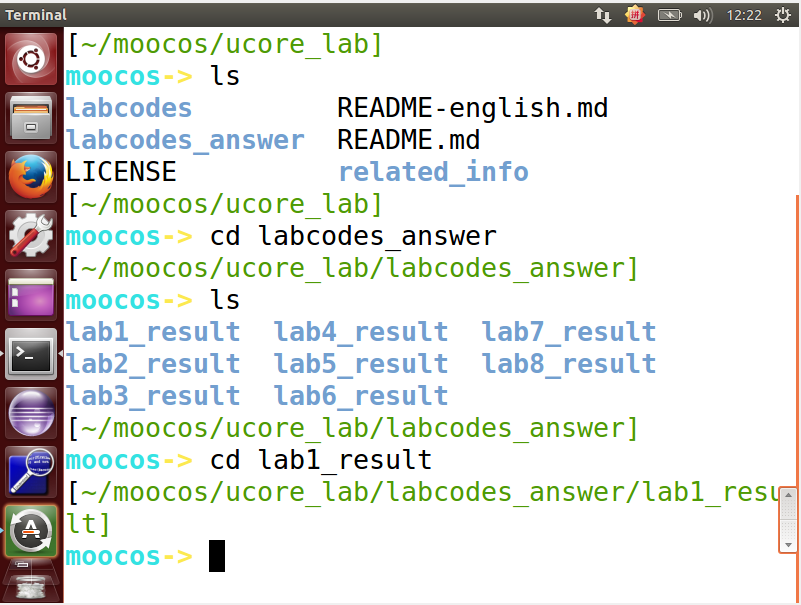 Terminal
拼
12:22
[~/moocos/ucore_lab]
moocos-> ls
labcodes README-english.md
labcodes_answer README.md
LICENSE related_info
[~/moocos/ucore_lab]
moocos-> cd labcodes_answer
[~/moocos/ucore_lab/labcodes_answer]
moocos-> ls
lab1_result lab4_result lab7_result
lab2_result lab5_result lab8_result
lab3_result lab6_result
[~/moocos/ucore_lab/labcodes_answer]
moocos-> cd lab1_result
[~/moocos/ucore_lab/labcodes_answer/lab1_resu
lt]
moocos->